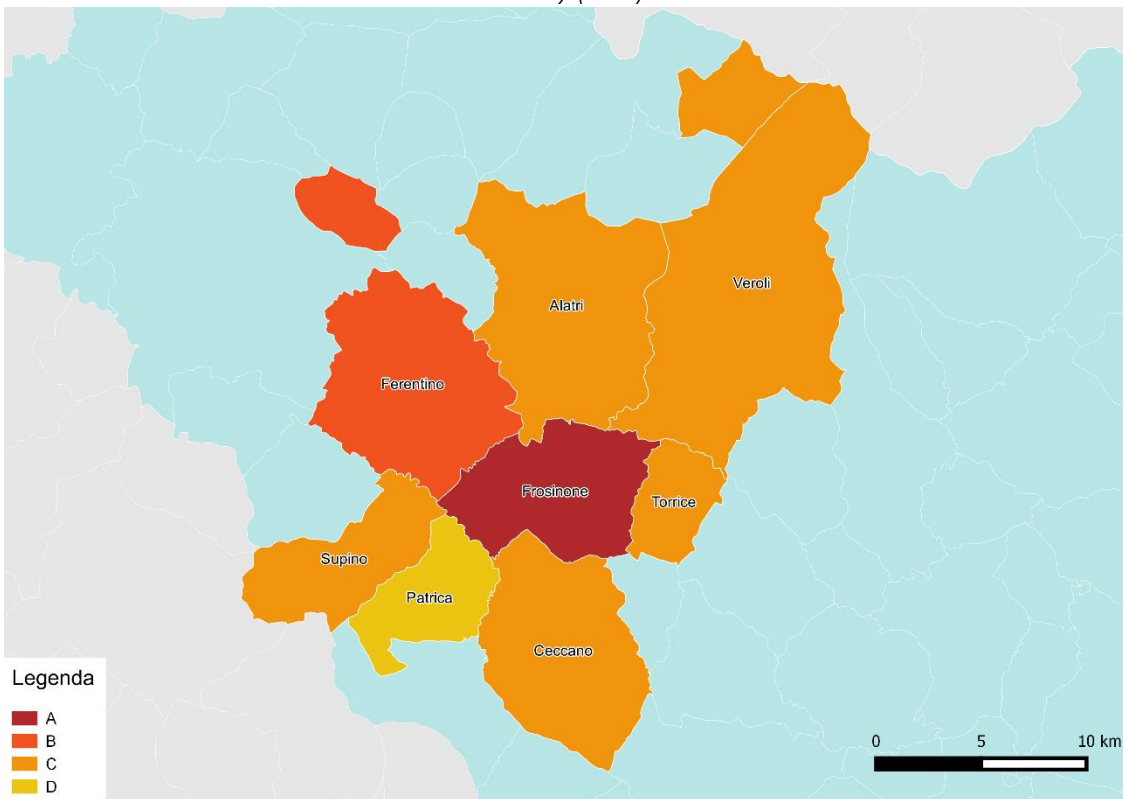 Veroli
Alatri
Ferentino
Frosinone
Torrice
Supino
Patrica
Ceccano
Legenda
A
B
C
D
0 5 10 km